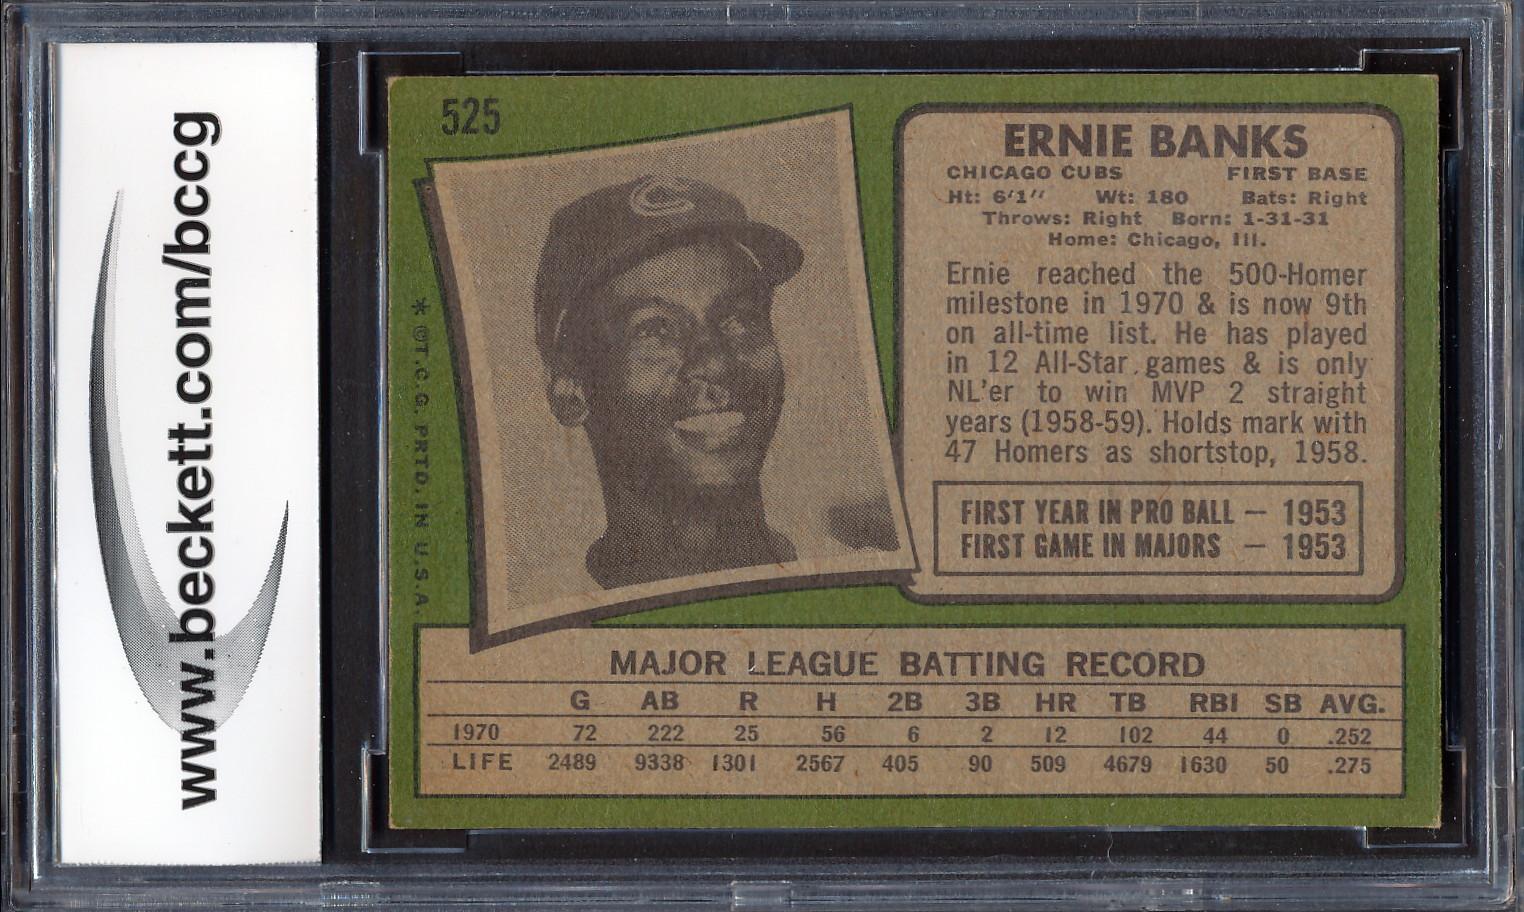 www.beckett.com/bccg
525
* ©T.C.G. PRTD. IN U.S.A.
C
ERNIE BANKS
CHICAGO CUBS FIRST BASE
Ht: 6'1" Wt: 180 Bats: Right
Throws: Right Born: 1-31-31
Home: Chicago, Ill.
Ernie reached the 500-Homer
milestone in 1970 & is now 9th
on all-time list. He has played
in 12 All-Star games & is only
NL'er to win MVP 2 straight
years (1958-59). Holds mark with
47 Homers as shortstop, 1958.
FIRST YEAR IN PRO BALL — 1953
FIRST GAME IN MAJORS — 1953
MAJOR LEAGUE BATTING RECORD
G AB R H 2B 3B HR TB RBI SB AVG.
1970 72 222 25 56 6 2 12 102 44 0 .252
LIFE 2489 9338 1301 2567 405 90 509 4679 1630 50 .275